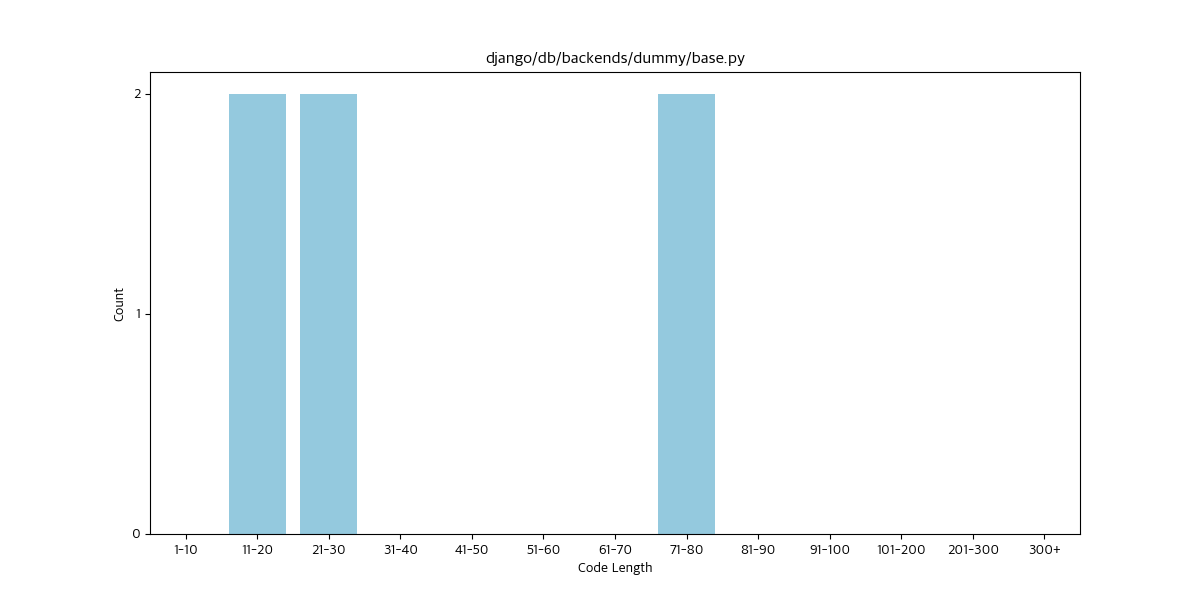 django/db/backends/dummy/base.py
2
1
0
Count
1-10 11-20 21-30 31-40 41-50 51-60 61-70 71-80 81-90 91-100 101-200 201-300 300+
Code Length